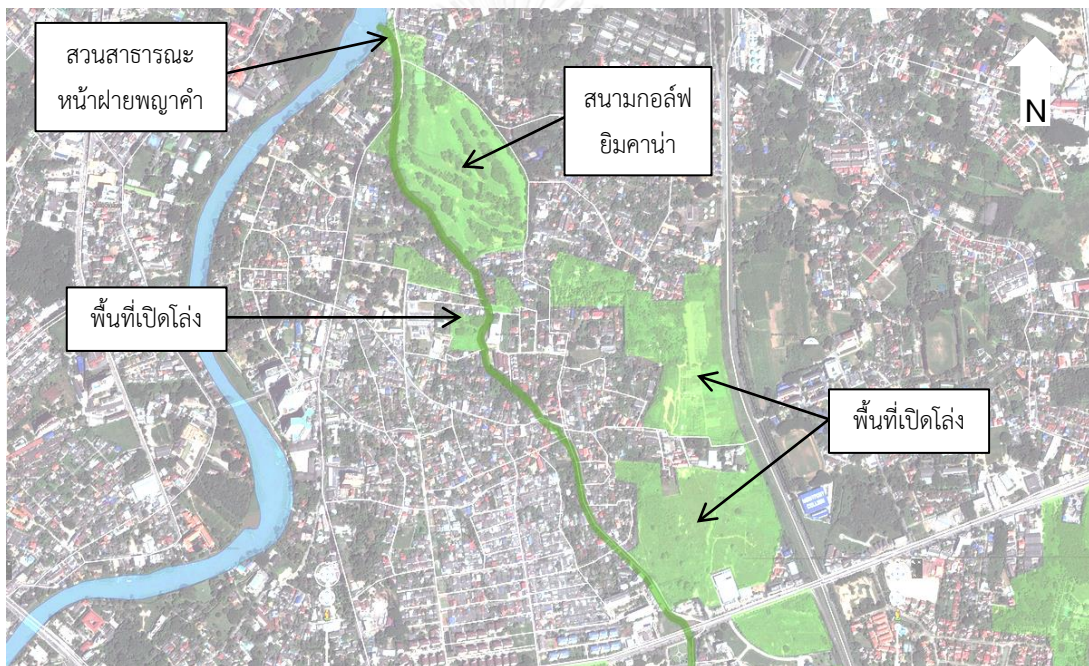 สวนสาธารณะ
หน้าฝายพญาคำ
สนามกอล์ฟ
ยิมคาน่า
N
พื้นที่เปิดโล่ง
พื้นที่เปิดโล่ง